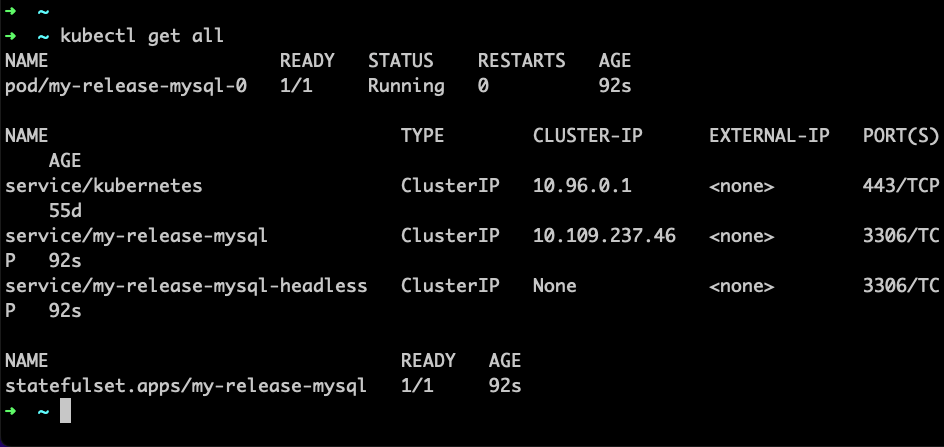 ➜  ~
➜  ~ kubectl get all
NAME                     READY   STATUS    RESTARTS   AGE
pod/my-release-mysql-0   1/1     Running   0          92s
NAME                                TYPE        CLUSTER-IP      EXTERNAL-IP   PORT(S)
    AGE
service/kubernetes                  ClusterIP   10.96.0.1       <none>        443/TCP
    55d
service/my-release-mysql            ClusterIP   10.109.237.46   <none>        3306/TC
P   92s
service/my-release-mysql-headless   ClusterIP   None            <none>        3306/TC
P   92s
NAME                                READY   AGE
statefulset.apps/my-release-mysql   1/1     92s
➜  ~